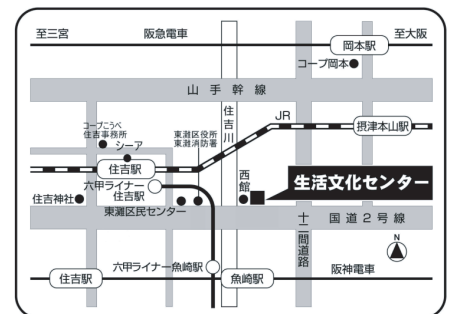 至三宮
阪急電車
至大阪
岡本駅
コープ岡本
山手幹線
住吉川
JR
摂津本山駅
コープこうべ
住吉事務所
シーア
東灘区役所
東灘消防署
住吉駅
六甲ライナー
住吉駅
西館
生活文化センター
住吉神社
東灘区民センター
十二間道路
国道2号線
N
六甲ライナー魚崎駅
住吉駅
魚崎駅
阪神電車